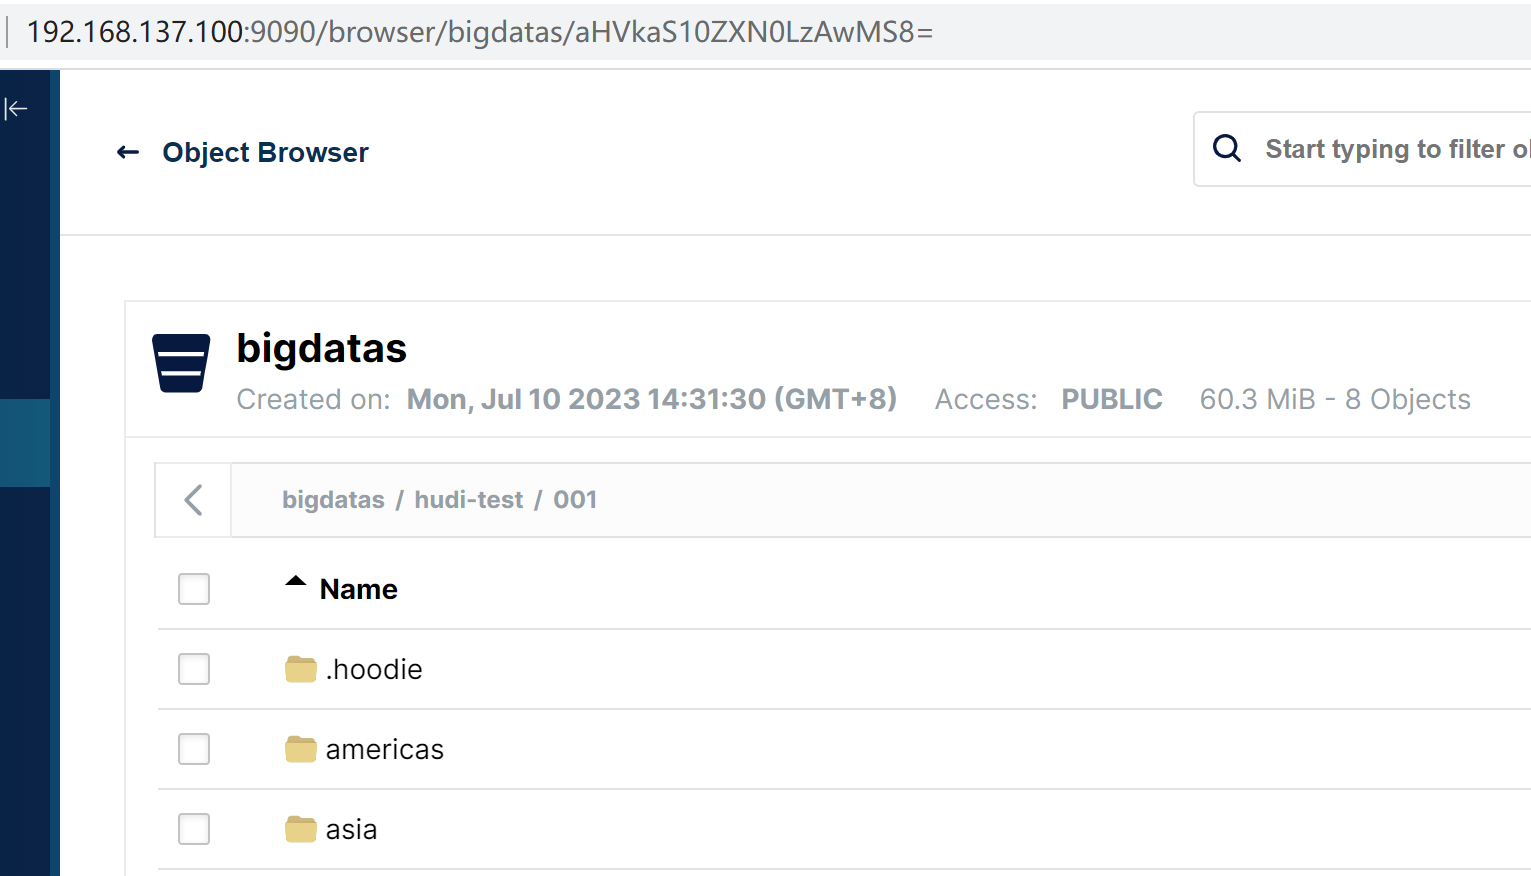 192.168.137.100:9090/browser/bigdatas/aHVkaS10ZXN0LzAwMS8=
Object Browser
Start typing to filter o
bigdatas
Created on: Mon, Jul 10 2023 14:31:30 (GMT+8) Access: PUBLIC 60.3 MiB - 8 Objects
bigdatas / hudi-test / 001
Name
.hoodie
americas
asia